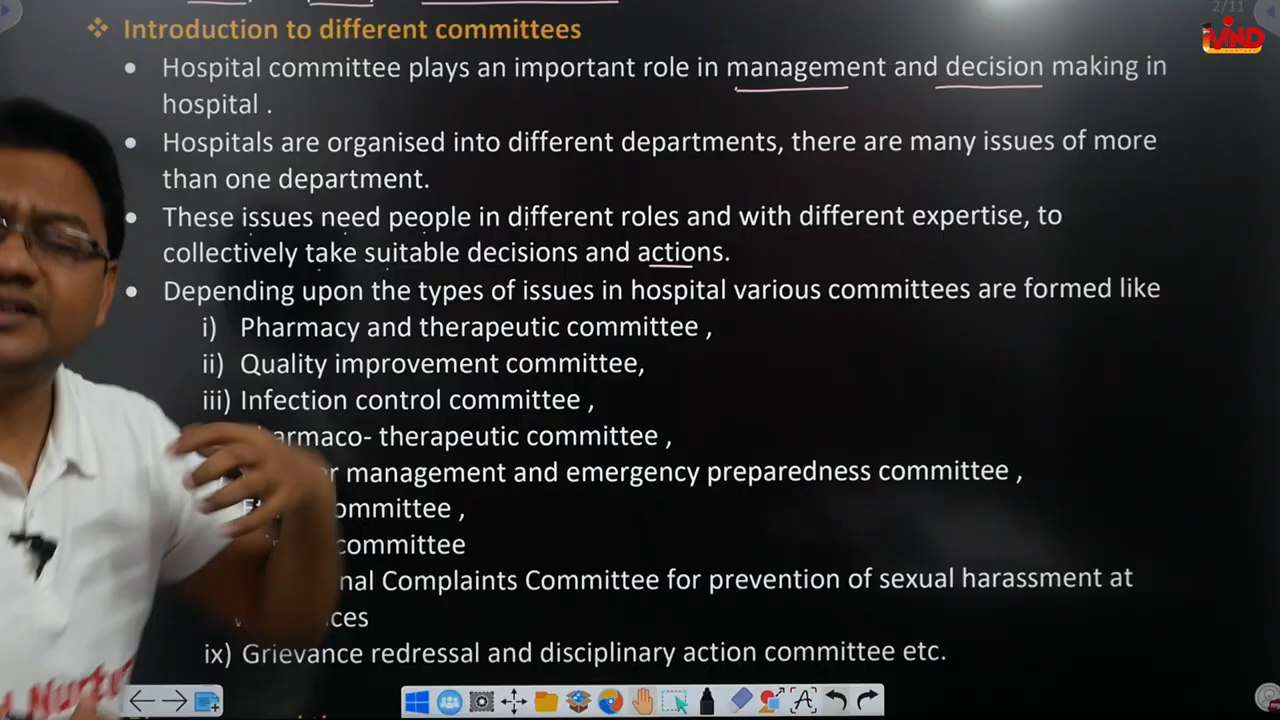 2/11
iVIND
❖ Introduction to different committees
• Hospital committee plays an important role in management and decision making in
hospital .
• Hospitals are organised into different departments, there are many issues of more
than one department.
• These issues need people in different roles and with different expertise, to
collectively take suitable decisions and actions.
• Depending upon the types of issues in hospital various committees are formed like
i) Pharmacy and therapeutic committee ,
ii) Quality improvement committee,
iii) Infection control committee ,
therapeutic committee ,
management and emergency preparedness committee ,
committee ,
committee
Complaints Committee for prevention of sexual harassment at
ix) Grievance redressal and disciplinary action committee etc.